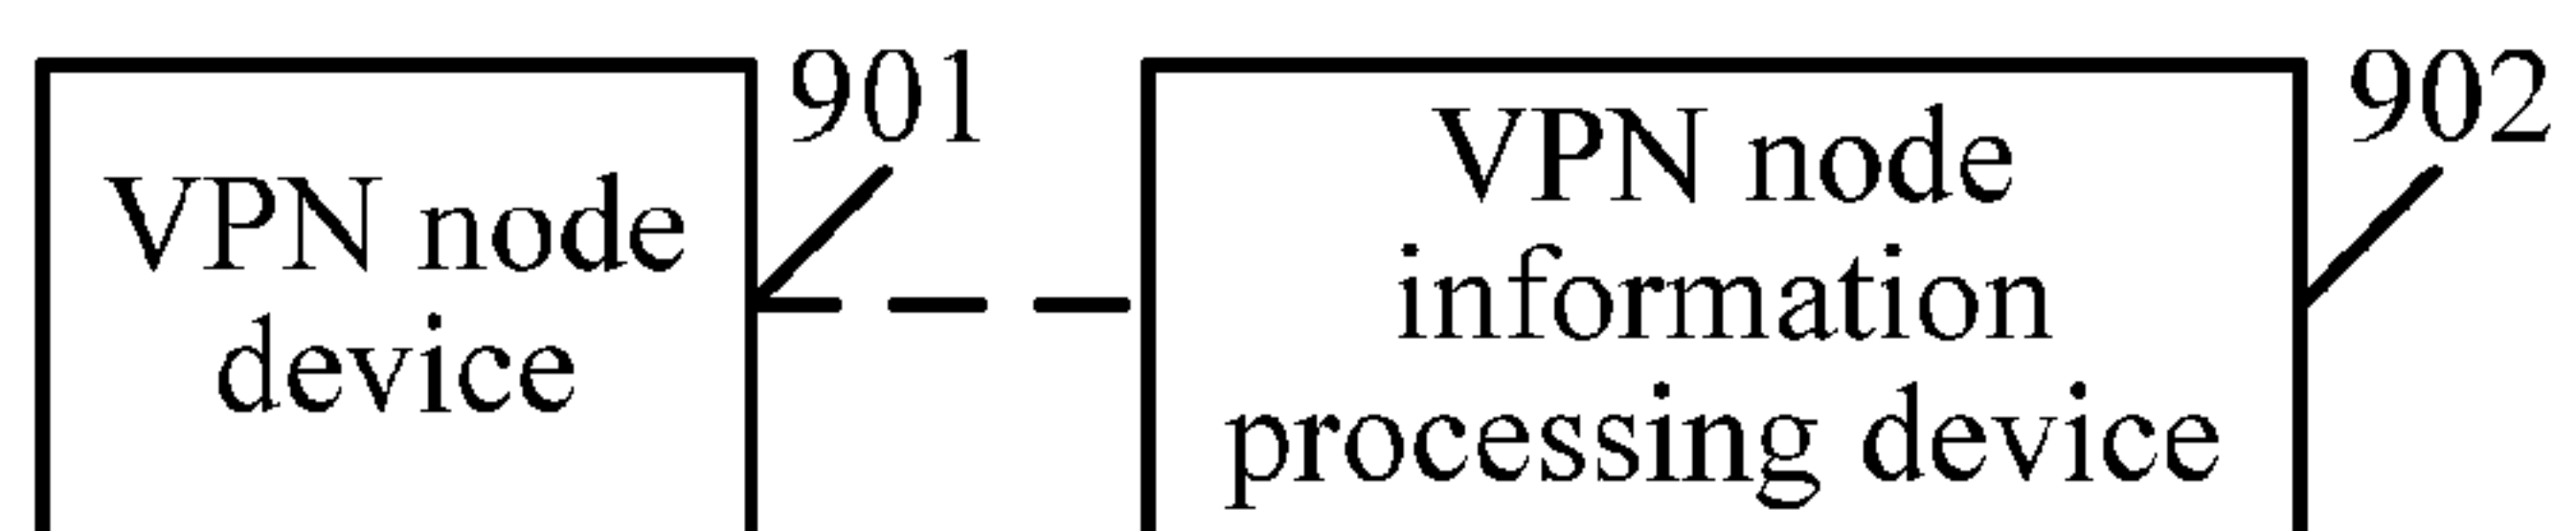 901
VPN node
device
902
VPN node
information
processing device